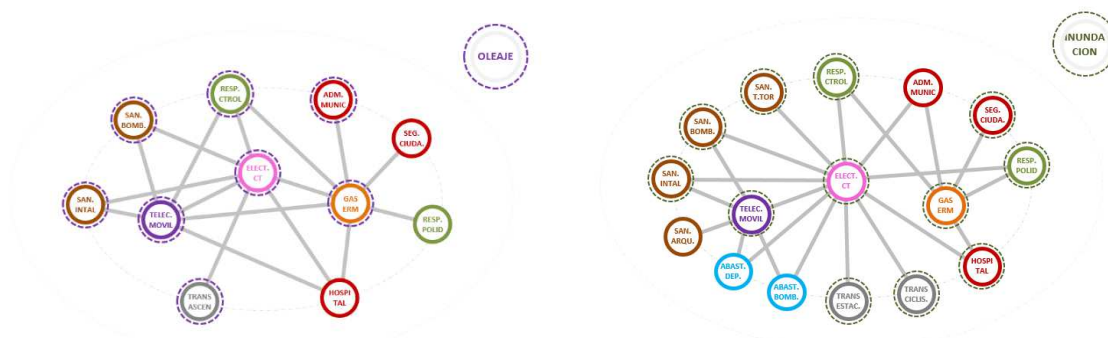 OLEAJE
RESP.
CTROL
ADM.
MUNIC
SAN.
BOMB.
SEG.
CIUDA.
ELECT.
CT
SAN.
INTAL
TELEC.
MOVIL
GAS
ERM
RESP.
POLID
TRANS
ASCEN
HOSPI
TAL
INUNDA
CION
RESP.
CTROL
SAN.
T.TOR
ADM.
MUNIC
SEG.
CIUDA.
SAN.
BOMB.
RESP.
POLID
SAN.
INTAL
ELECT.
CT
TELEC.
MOVIL
GAS
ERM
SAN.
ARQU.
ABAST.
DEP.
HOSPI
TAL
ABAST.
BOMB.
TRANS
ESTAC.
TRANS
CICLIS.